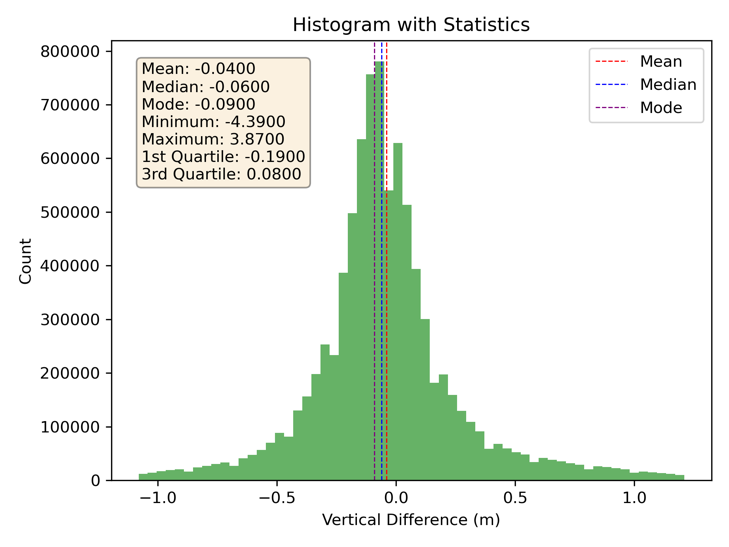 Histogram with Statistics
800000
700000
600000
500000
400000
300000
200000
100000
0
Count
Mean: -0.0400
Median: -0.0600
Mode: -0.0900
Minimum: -4.3900
Maximum: 3.8700
1st Quartile: -0.1900
3rd Quartile: 0.0800
Mean
Median
Mode
−1.0 −0.5 0.0 0.5 1.0
Vertical Difference (m)